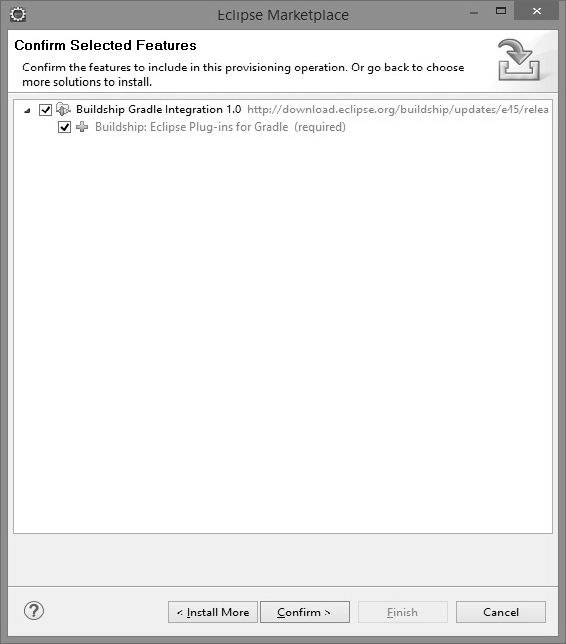 Eclipse Marketplace
Confirm Selected Features
Confirm the features to include in this provisioning operation. Or go back to choose
more solutions to install.
Buildship Gradle Integration 1.0 http://download.eclipse.org/buildship/updates/e45/relea
Buildship: Eclipse Plug-ins for Gradle (required)
? < Install More Confirm > Finish Cancel